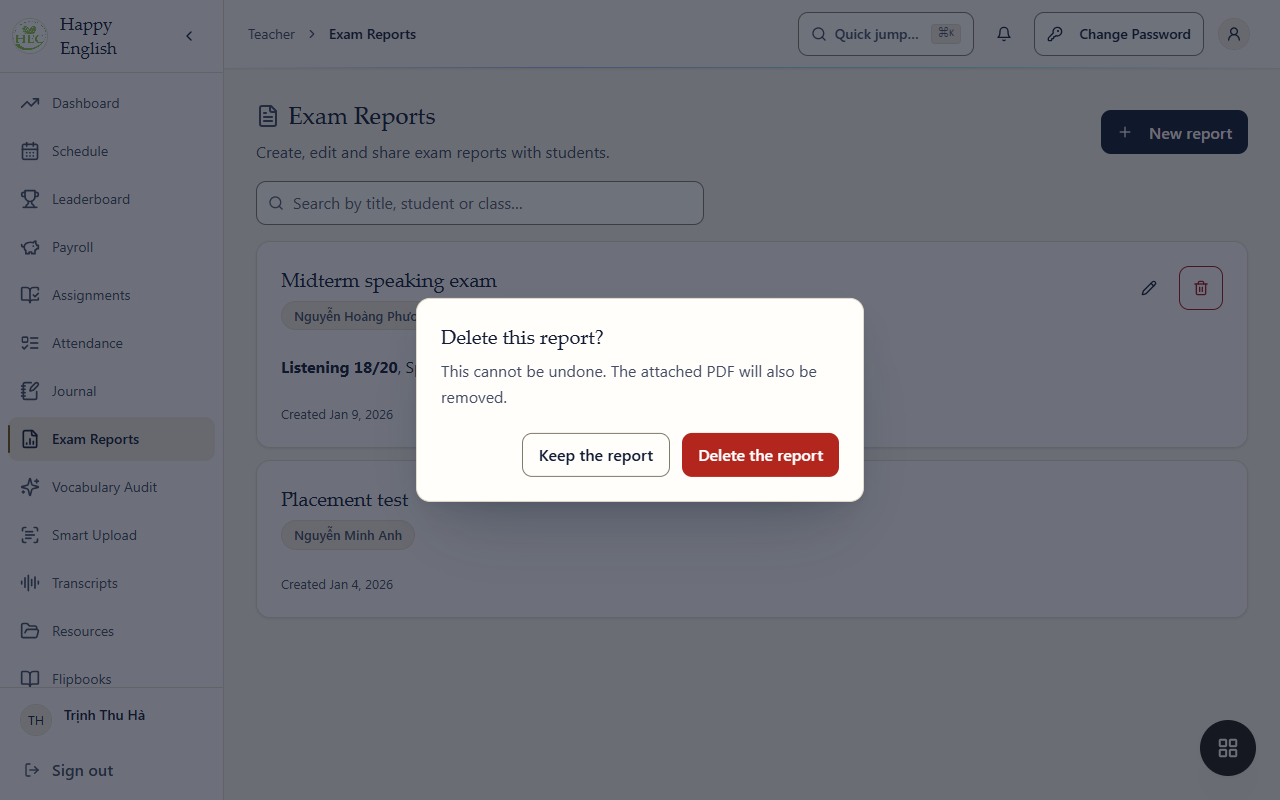 HEC
Happy
English
Teacher
Exam Reports
Quick jump...
⌘K
Change Password
Dashboard
Schedule
Leaderboard
Payroll
Assignments
Attendance
Journal
Exam Reports
Vocabulary Audit
Smart Upload
Transcripts
Resources
Flipbooks
TH
Trịnh Thu Hà
Sign out
Exam Reports
Create, edit and share exam reports with students.
New report
Search by title, student or class...
Midterm speaking exam
Nguyễn Hoàng
Listening 18/20,
Created Jan 9, 2026
Delete this report?
This cannot be undone. The attached PDF will also be
removed.
Keep the report
Delete the report
Placement test
Nguyễn Minh Anh
Created Jan 4, 2026